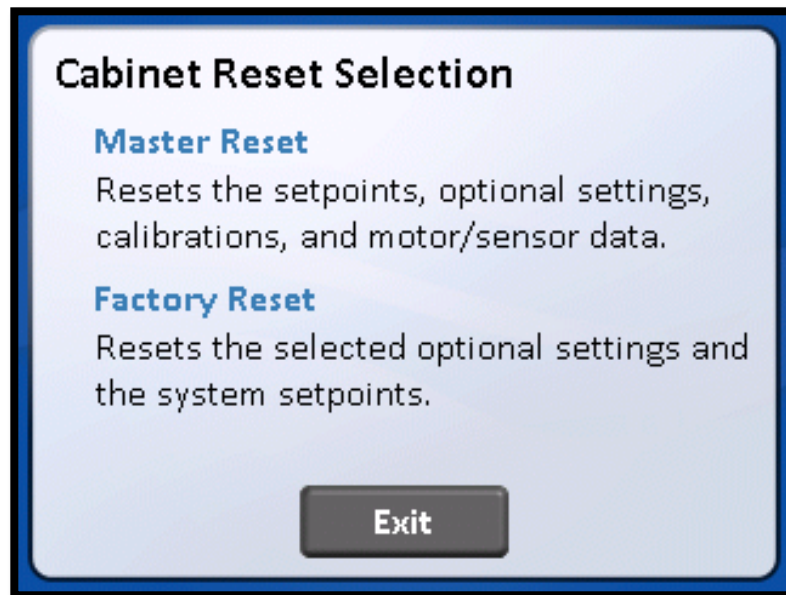 Cabinet Reset Selection
Master Reset
Resets the setpoints, optional settings,
calibrations, and motor/sensor data.
Factory Reset
Resets the selected optional settings and
the system setpoints.
Exit